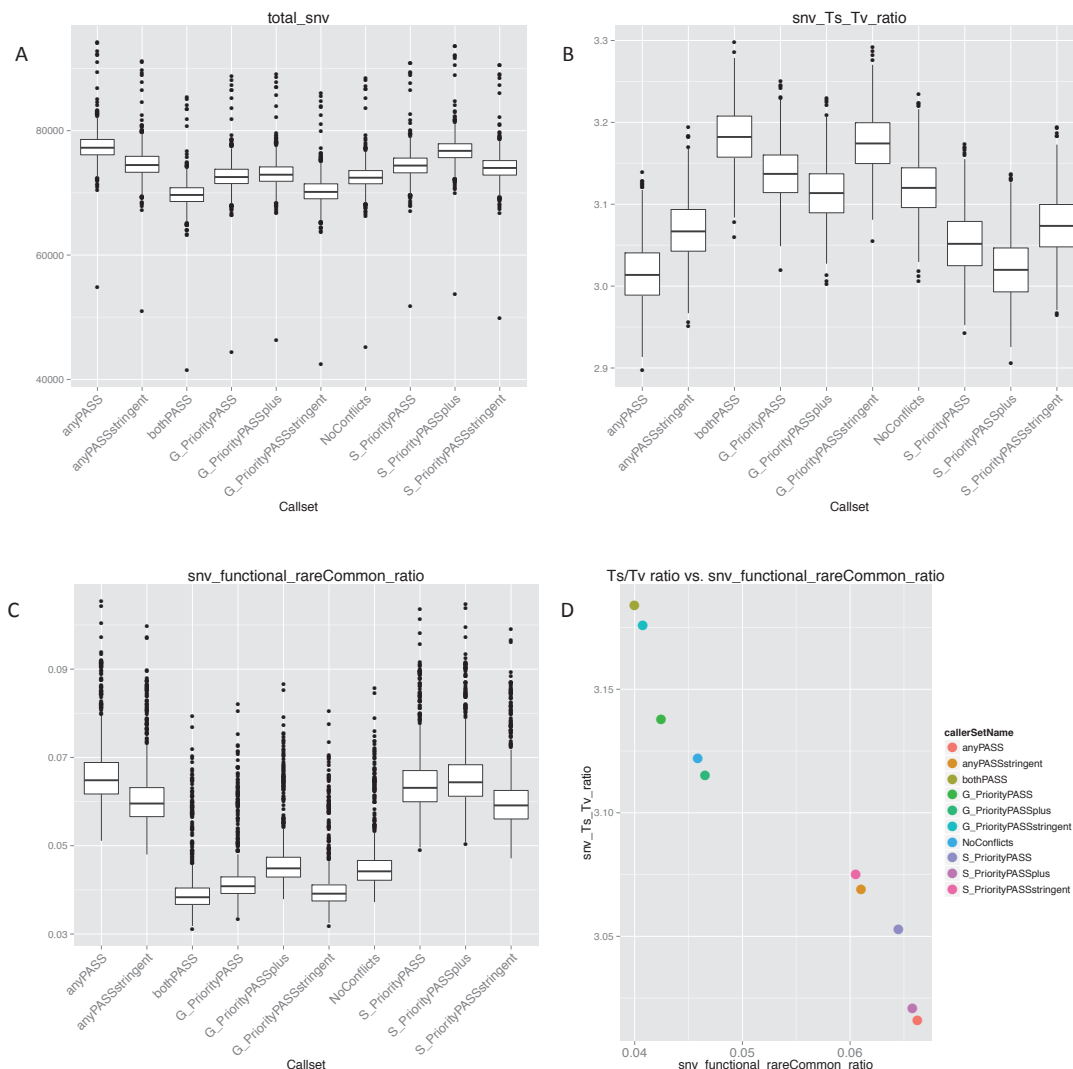 A
total_snv
80000
60000
40000
anyPASS
anyPASSstringent
bothPASS
G_PriorityPASS
G_PriorityPASSplus
G_PriorityPASSstringent
NoConflicts
S_PriorityPASS
S_PriorityPASSplus
S_PriorityPASSstringent
Callset
B
snv_Ts_Tv_ratio
3.3
3.2
3.1
3.0
2.9
anyPASS
anyPASSstringent
bothPASS
G_PriorityPASS
G_PriorityPASSplus
G_PriorityPASSstringent
NoConflicts
S_PriorityPASS
S_PriorityPASSplus
S_PriorityPASSstringent
Callset
C
snv_functional_rareCommon_ratio
0.09
0.07
0.05
0.03
anyPASS
anyPASSstringent
bothPASS
G_PriorityPASS
G_PriorityPASSplus
G_PriorityPASSstringent
NoConflicts
S_PriorityPASS
S_PriorityPASSplus
S_PriorityPASSstringent
Callset
Ts/Tv ratio vs. snv_functional_rareCommon_ratio
D
snv_Ts_Tv_ratio
3.15
3.10
3.05
0.04
0.05
0.06
snv_functional_rareCommon_ratio
callerSetName
anyPASS
anyPASSstringent
bothPASS
G_PriorityPASS
G_PriorityPASSplus
G_PriorityPASSstringent
NoConflicts
S_PriorityPASS
S_PriorityPASSplus
S_PriorityPASSstringent